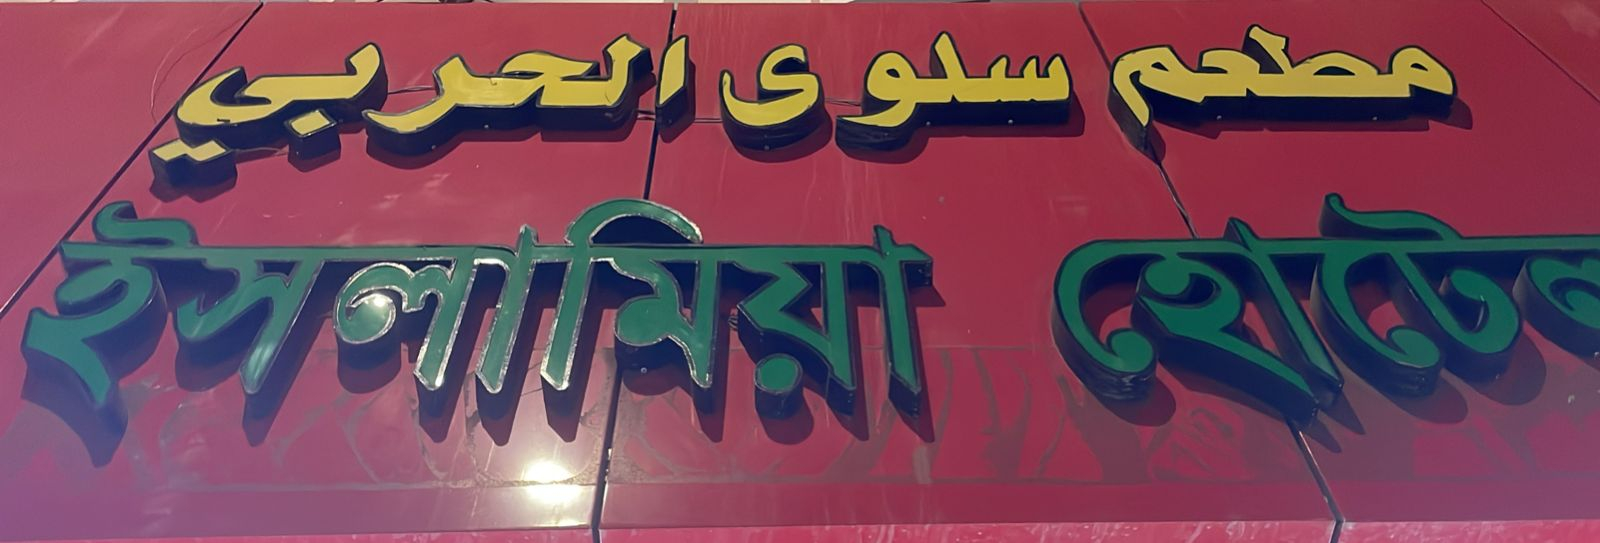 مطعم سلوى الحربي
ইসলামিয়া হোটেল